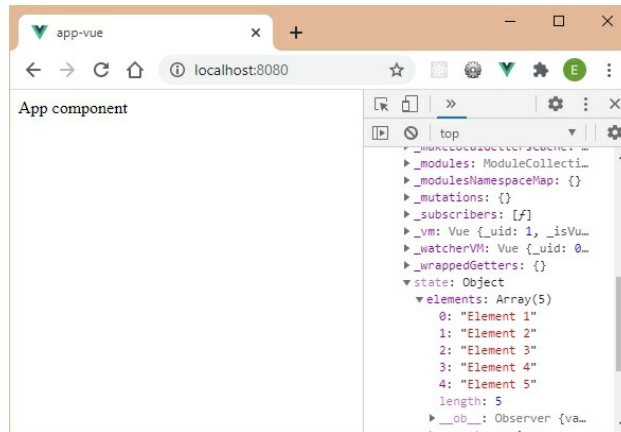 app-vue
localhost:8080
E
App component
top
_makeLocalGettersCache: …
_modules: ModuleCollecti…
_modulesNamespaceMap: {}
_mutations: {}
_subscribers: [ƒ]
_vm: Vue {_uid: 1, _isVu…
_watcherVM: Vue {_uid: 0…
_wrappedGetters: {}
state: Object
elements: Array(5)
0: "Element 1"
1: "Element 2"
2: "Element 3"
3: "Element 4"
4: "Element 5"
length: 5
__ob__: Observer {va…